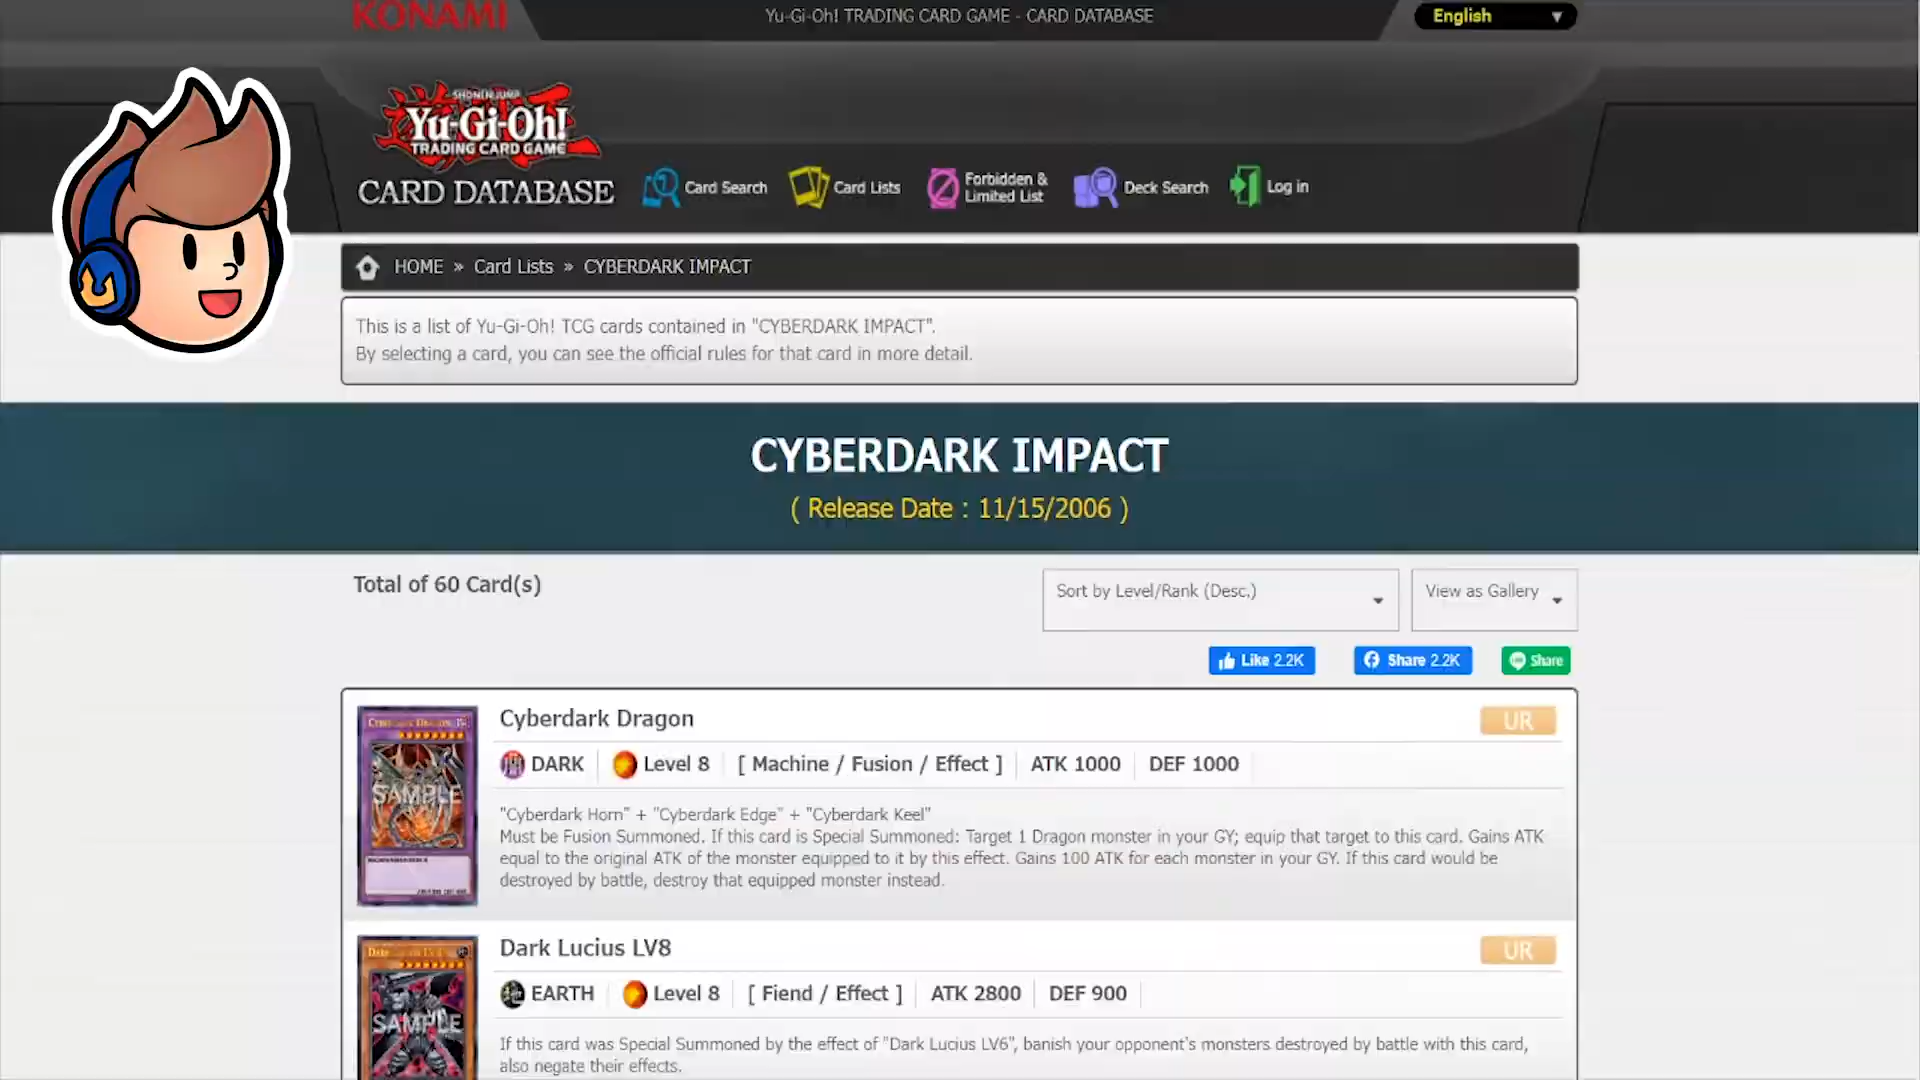 KONAMI
Yu-Gi-Oh! TRADING CARD GAME - CARD DATABASE
English
SHONEN JUMP
Yu-Gi-Oh!
TRADING CARD GAME
CARD DATABASE
Card Search
Card Lists
Forbidden &
Limited List
Deck Search
Log in
HOME » Card Lists » CYBERDARK IMPACT
This is a list of Yu-Gi-Oh! TCG cards contained in "CYBERDARK IMPACT".
By selecting a card, you can see the official rules for that card in more detail.
CYBERDARK IMPACT
( Release Date : 11/15/2006 )
Total of 60 Card(s)
Sort by Level/Rank (Desc.)
View as Gallery
Like 2.2K
Share 2.2K
Share
Cyberdark Dragon
UR
DARK
Level 8
[ Machine / Fusion / Effect ]
ATK 1000
DEF 1000
SAMPLE
"Cyberdark Horn" + "Cyberdark Edge" + "Cyberdark Keel"
Must be Fusion Summoned. If this card is Special Summoned: Target 1 Dragon monster in your GY; equip that target to this card. Gains ATK
equal to the original ATK of the monster equipped to it by this effect. Gains 100 ATK for each monster in your GY. If this card would be
destroyed by battle, destroy that equipped monster instead.
Dark Lucius LV8
UR
EARTH
Level 8
[ Fiend / Effect ]
ATK 2800
DEF 900
SAMPLE
If this card was Special Summoned by the effect of "Dark Lucius LV6", banish your opponent's monsters destroyed by battle with this card,
also negate their effects.